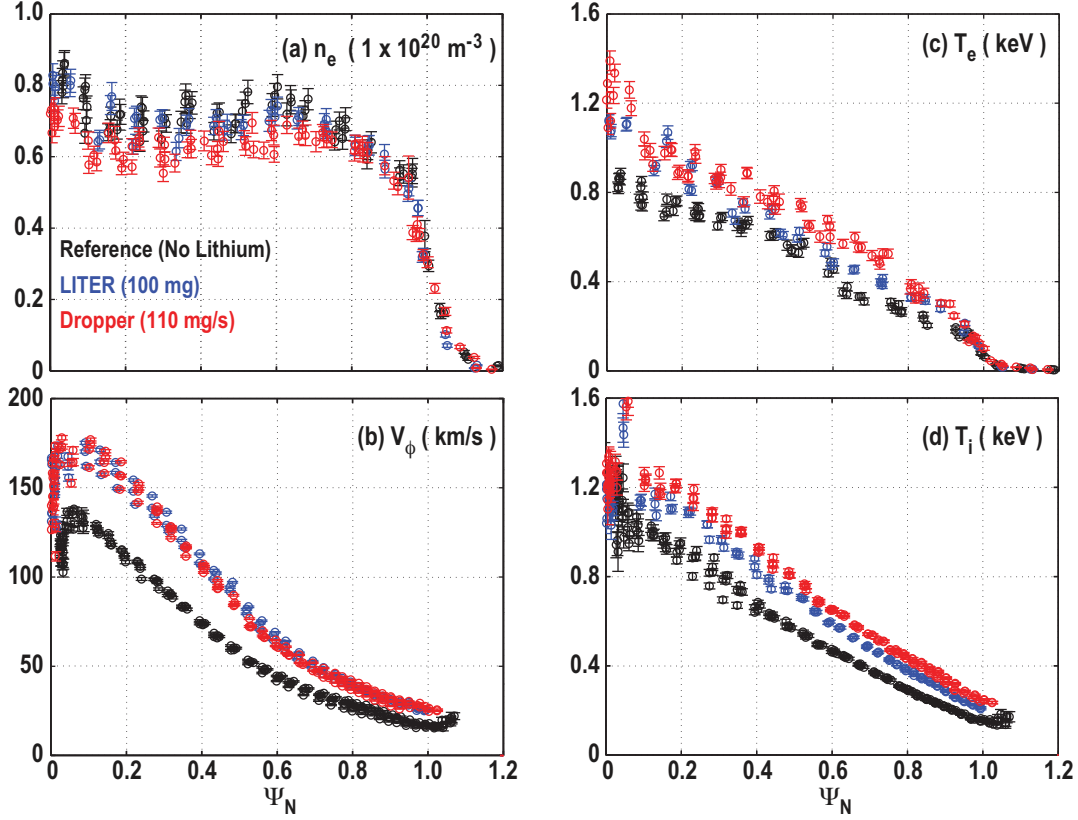 1.0
0.8
0.6
0.4
0.2
0
(a) n_e ( 1 x 10^20 m^-3 )
Reference (No Lithium)
LITER (100 mg)
Dropper (110 mg/s)
200
150
100
50
0
(b) V_ϕ ( km/s )
0 0.2 0.4 0.6 0.8 1.0 1.2
Ψ_N
1.6
1.2
0.8
0.4
0
(c) T_e ( keV )
1.6
1.2
0.8
0.4
0
(d) T_i ( keV )
0 0.2 0.4 0.6 0.8 1.0 1.2
Ψ_N